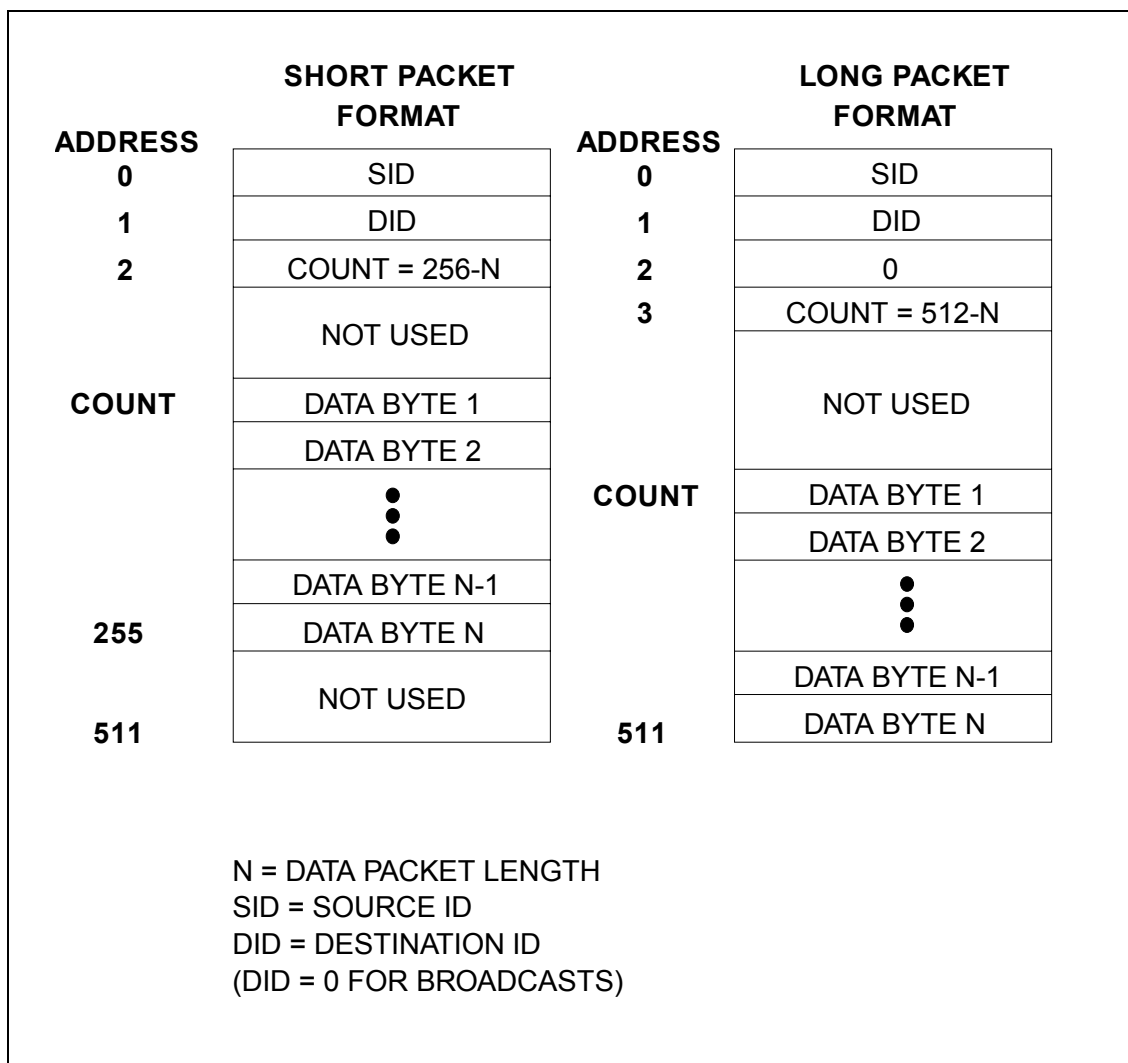 SHORT PACKET
FORMAT
ADDRESS
0
SID
1
DID
2
COUNT = 256-N
NOT USED
COUNT
DATA BYTE 1
DATA BYTE 2
DATA BYTE N-1
255
DATA BYTE N
NOT USED
511
LONG PACKET
FORMAT
ADDRESS
0
SID
1
DID
2
0
3
COUNT = 512-N
NOT USED
COUNT
DATA BYTE 1
DATA BYTE 2
DATA BYTE N-1
511
DATA BYTE N
N = DATA PACKET LENGTH
SID = SOURCE ID
DID = DESTINATION ID
(DID = 0 FOR BROADCASTS)